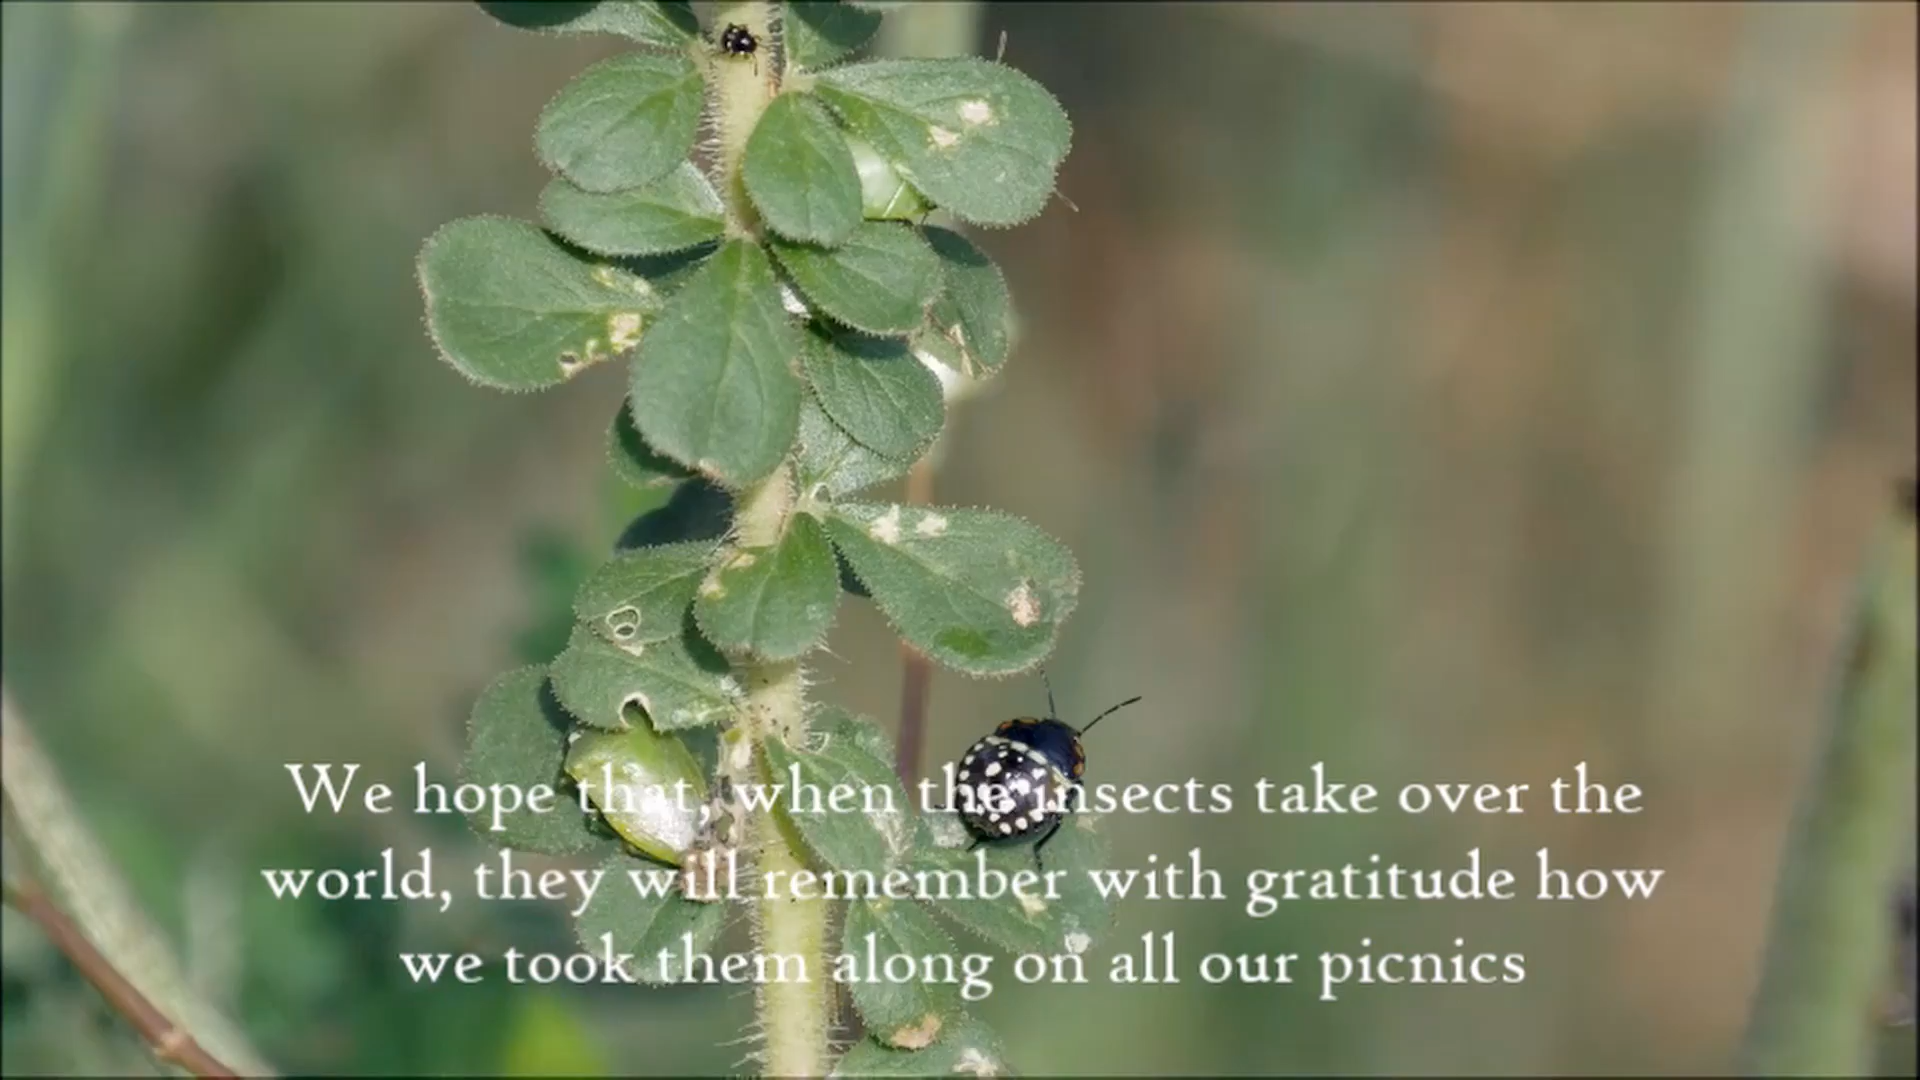 We hope that, when the insects take over the
world, they will remember with gratitude how
we took them along on all our picnics